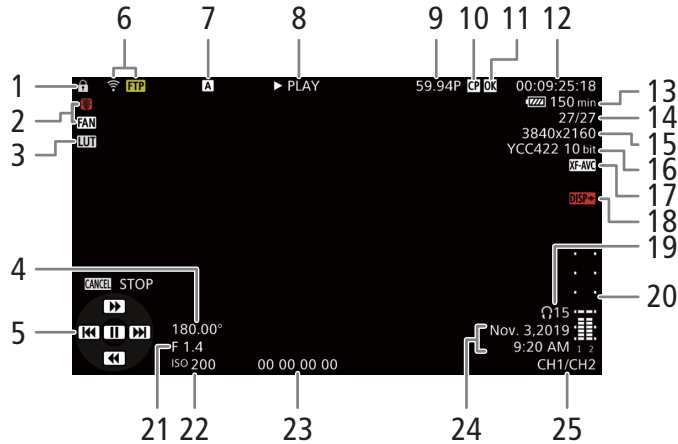 6 7 8 9 10 11 12
1 FTP A PLAY 59.94P CP OK 00:09:25:18
150 min 13
2 27/27 14
FAN 3840x2160 15
3 LUT YCC422 10 bit 16
XF-AVC 17
DISP 18
19
4 20
CANCEL STOP
15
5 180.00° Nov. 3,2019
F 1.4 9:20 AM 1 2
ISO 200 00 00 00 00 CH1/CH2
21 22 23 24 25